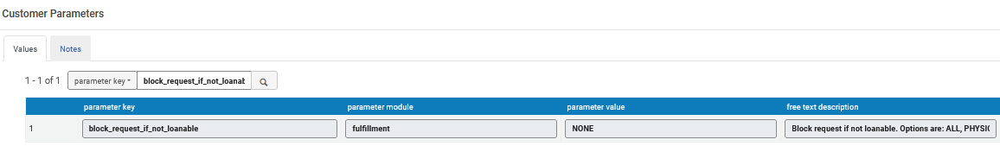 Customer Parameters
Values Notes
1 - 1 of 1 parameter key block_request_if_not_loanab
parameter key parameter module parameter value free text description
1 block_request_if_not_loanable fulfillment NONE Block request if not loanable. Options are: ALL, PHYSIC